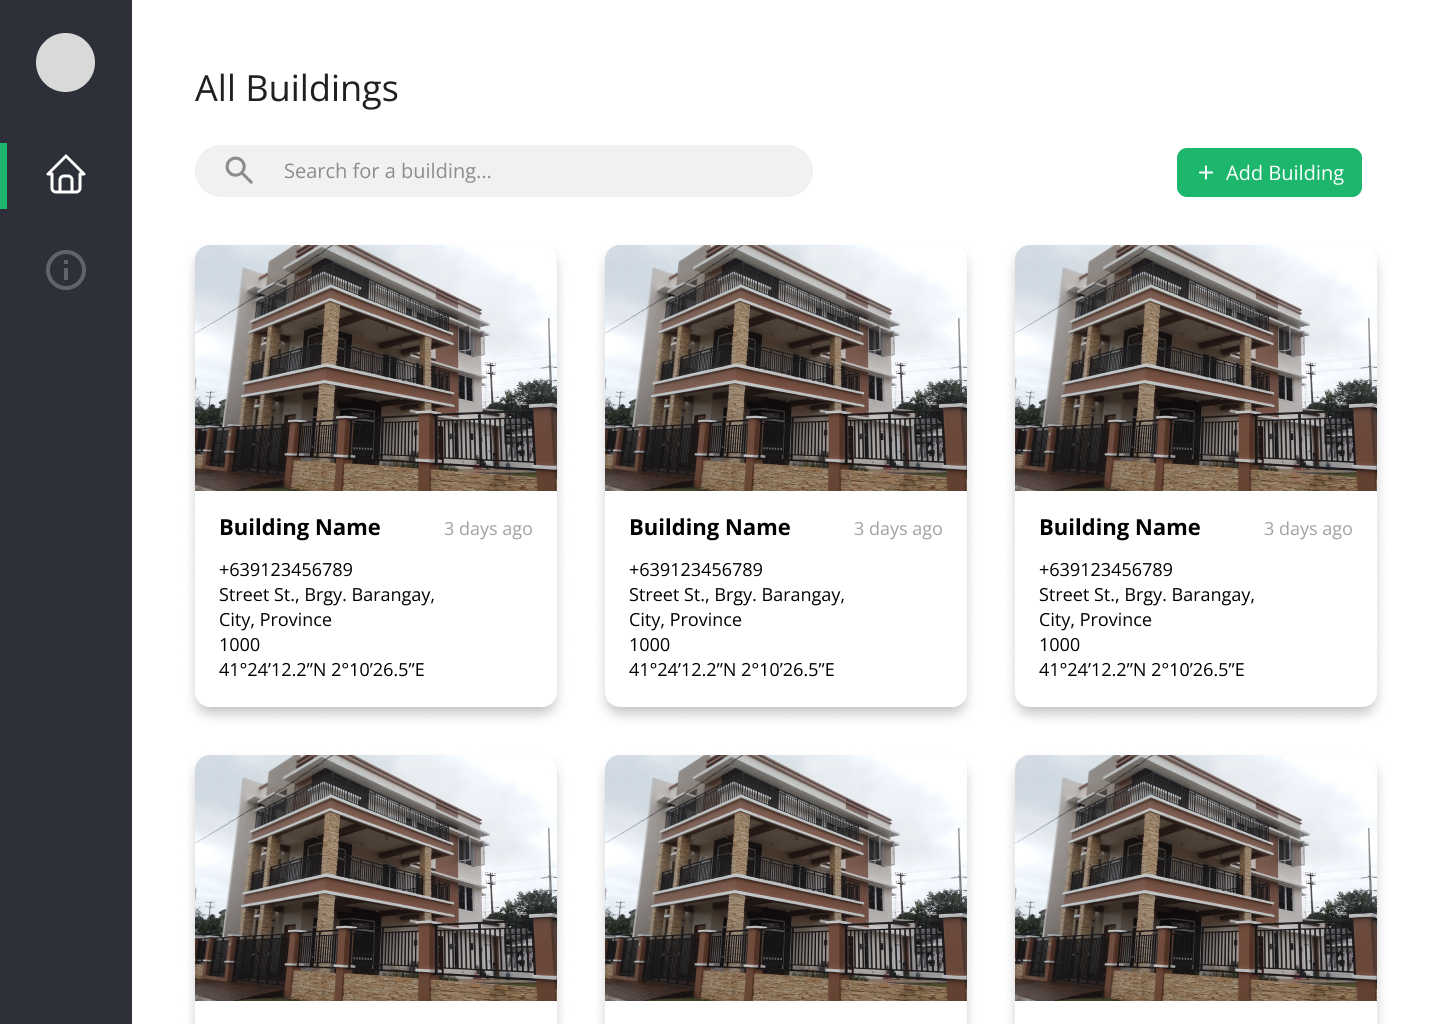 All Buildings
Search for a building...
+ Add Building
Building Name 3 days ago
+639123456789
Street St., Brgy. Barangay,
City, Province
1000
41°24’12.2”N 2°10’26.5”E
Building Name 3 days ago
+639123456789
Street St., Brgy. Barangay,
City, Province
1000
41°24’12.2”N 2°10’26.5”E
Building Name 3 days ago
+639123456789
Street St., Brgy. Barangay,
City, Province
1000
41°24’12.2”N 2°10’26.5”E